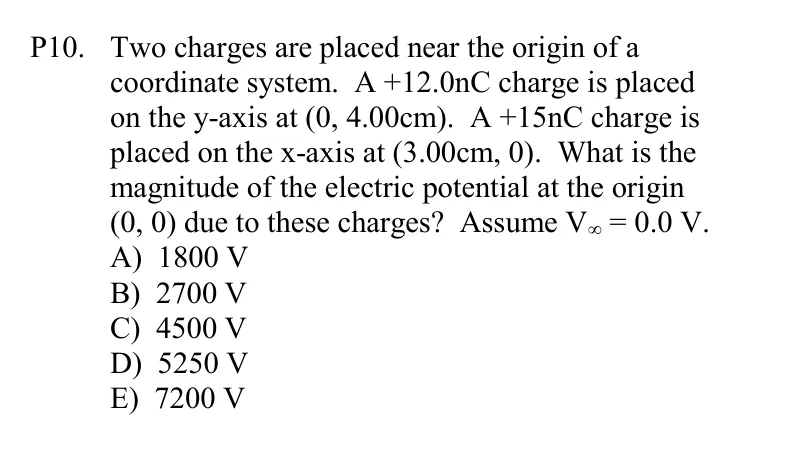 P10. Two charges are placed near the origin of a
coordinate system. A +12.0nC charge is placed
on the y-axis at (0, 4.00cm). A +15nC charge is
placed on the x-axis at (3.00cm, 0). What is the
magnitude of the electric potential at the origin
(0, 0) due to these charges? Assume V∞ = 0.0 V.
A) 1800 V
B) 2700 V
C) 4500 V
D) 5250 V
E) 7200 V